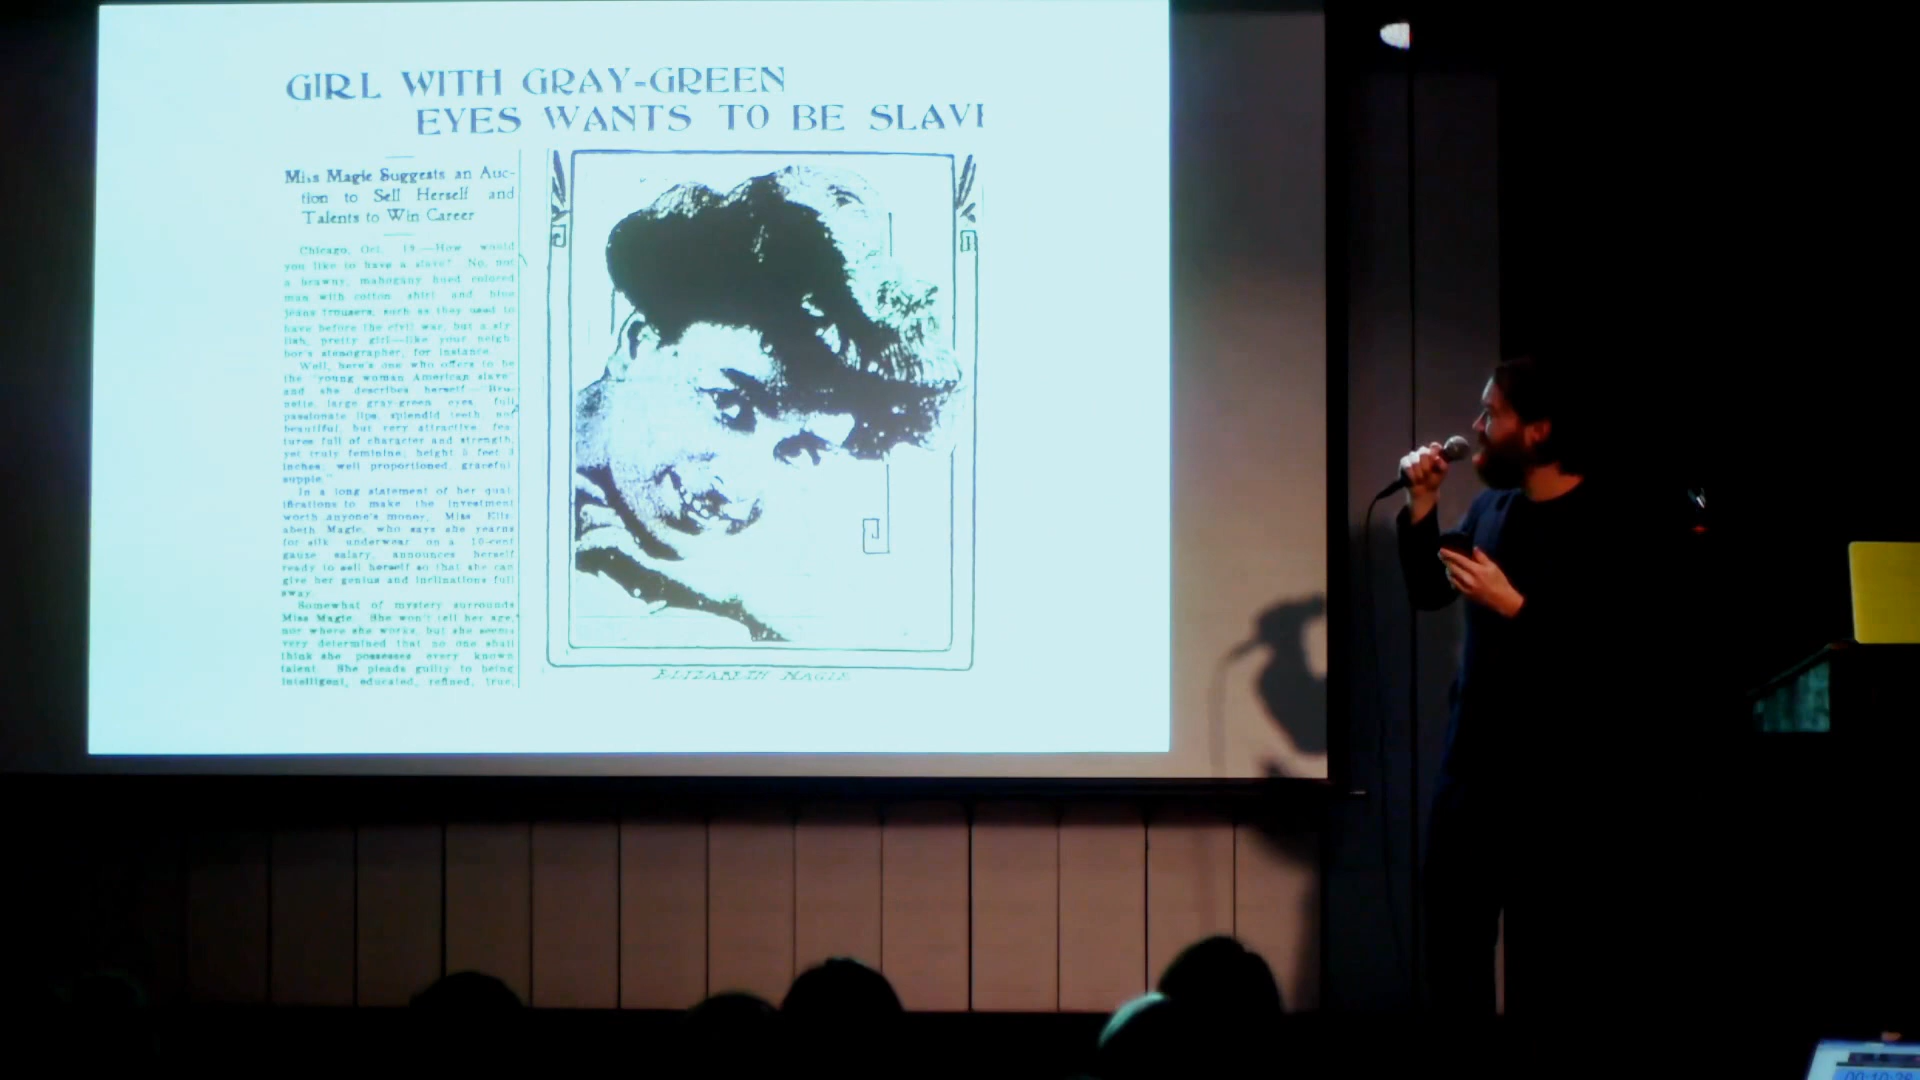 GIRL WITH GRAY-GREEN
EYES WANTS TO BE SLAVE
Miss Magie Suggests an Auc-
tion to Sell Herself and
Talents to Win Career
Chicago, Oct. 19.—How would
you like to have a slave? No, not
a brawny, mahogany hued colored
man with cotton shirt and blue
jeans trousers, such as they used to
have before the civil war, but a sty-
lish, pretty girl—like your neigh-
bor's stenographer, for instance.
Well, here's one who offers to be
the "young woman American slave"
and she describes herself—"Bru-
nette, large gray-green eyes, full
passionate lips, splendid teeth, not
beautiful, but very attractive, fea-
tures full of character and strength,
yet truly feminine; height 5 feet 3
inches, well proportioned, graceful
supple."
In a long statement of her qual-
ifications to make the investment
worth anyone's money, Miss Eliz-
abeth Magie, who says she yearns
for silk underwear on a 10-cent
gauze salary, announces herself
ready to sell herself so that she can
give her genius and inclinations full
sway.
Somewhat of mystery surrounds
Miss Magie. She won't tell her age,
nor where she works, but she seems
very determined that no one shall
think she possesses every known
talent. She pleads guilty to being
intelligent, educated, refined, true,
ELIZABETH MAGIE
00:10:26